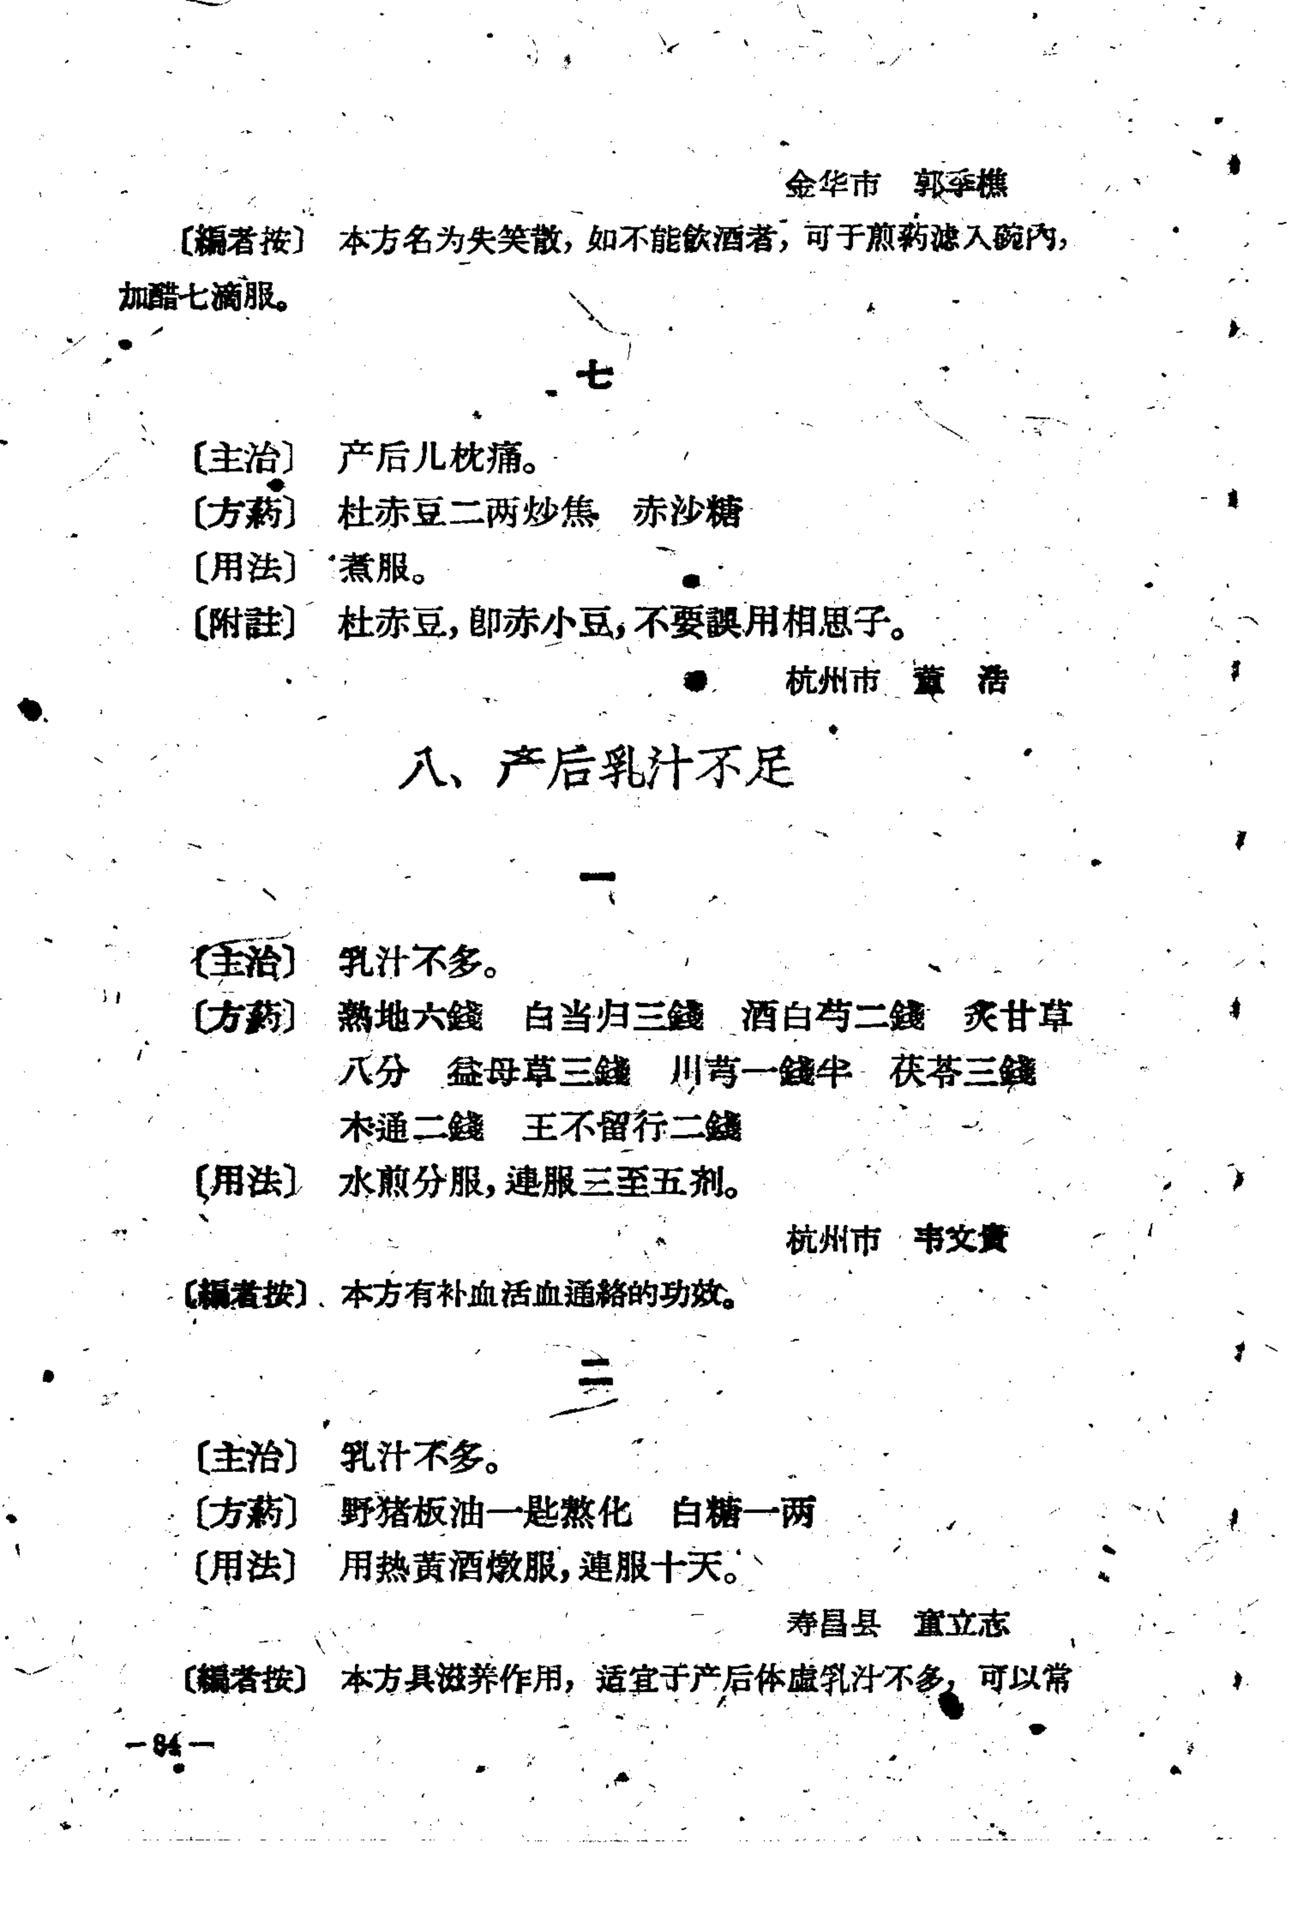 金华市　郭季樵
〔編者按〕　本方名为失笑散，如不能飲酒者，可于煎药滤入碗內，
加醋七滴服。
七
〔主治〕　产后儿枕痛。
〔方葯〕　杜赤豆二两炒焦　赤沙糖
〔用法〕　煮服。
〔附註〕　杜赤豆，卽赤小豆，不要誤用相思子。
杭州市　董　浩
八、产后乳汁不足
一
〔主治〕　乳汁不多。
〔方葯〕　熟地六錢　白当归三錢　酒白芍二錢　炙甘草
八分　益母草三錢　川芎一錢半　茯苓三錢
木通二錢　王不留行二錢
〔用法〕　水煎分服，連服三至五剂。
杭州市　韦文貴
〔編者按〕　本方有补血活血通絡的功效。
二
〔主治〕　乳汁不多。
〔方葯〕　野猪板油一匙熬化　白糖一两
〔用法〕　用热黄酒燉服，連服十天。
寿昌县　童立志
〔編者按〕　本方具滋养作用，适宜于产后体虛乳汁不多，可以常
—84—